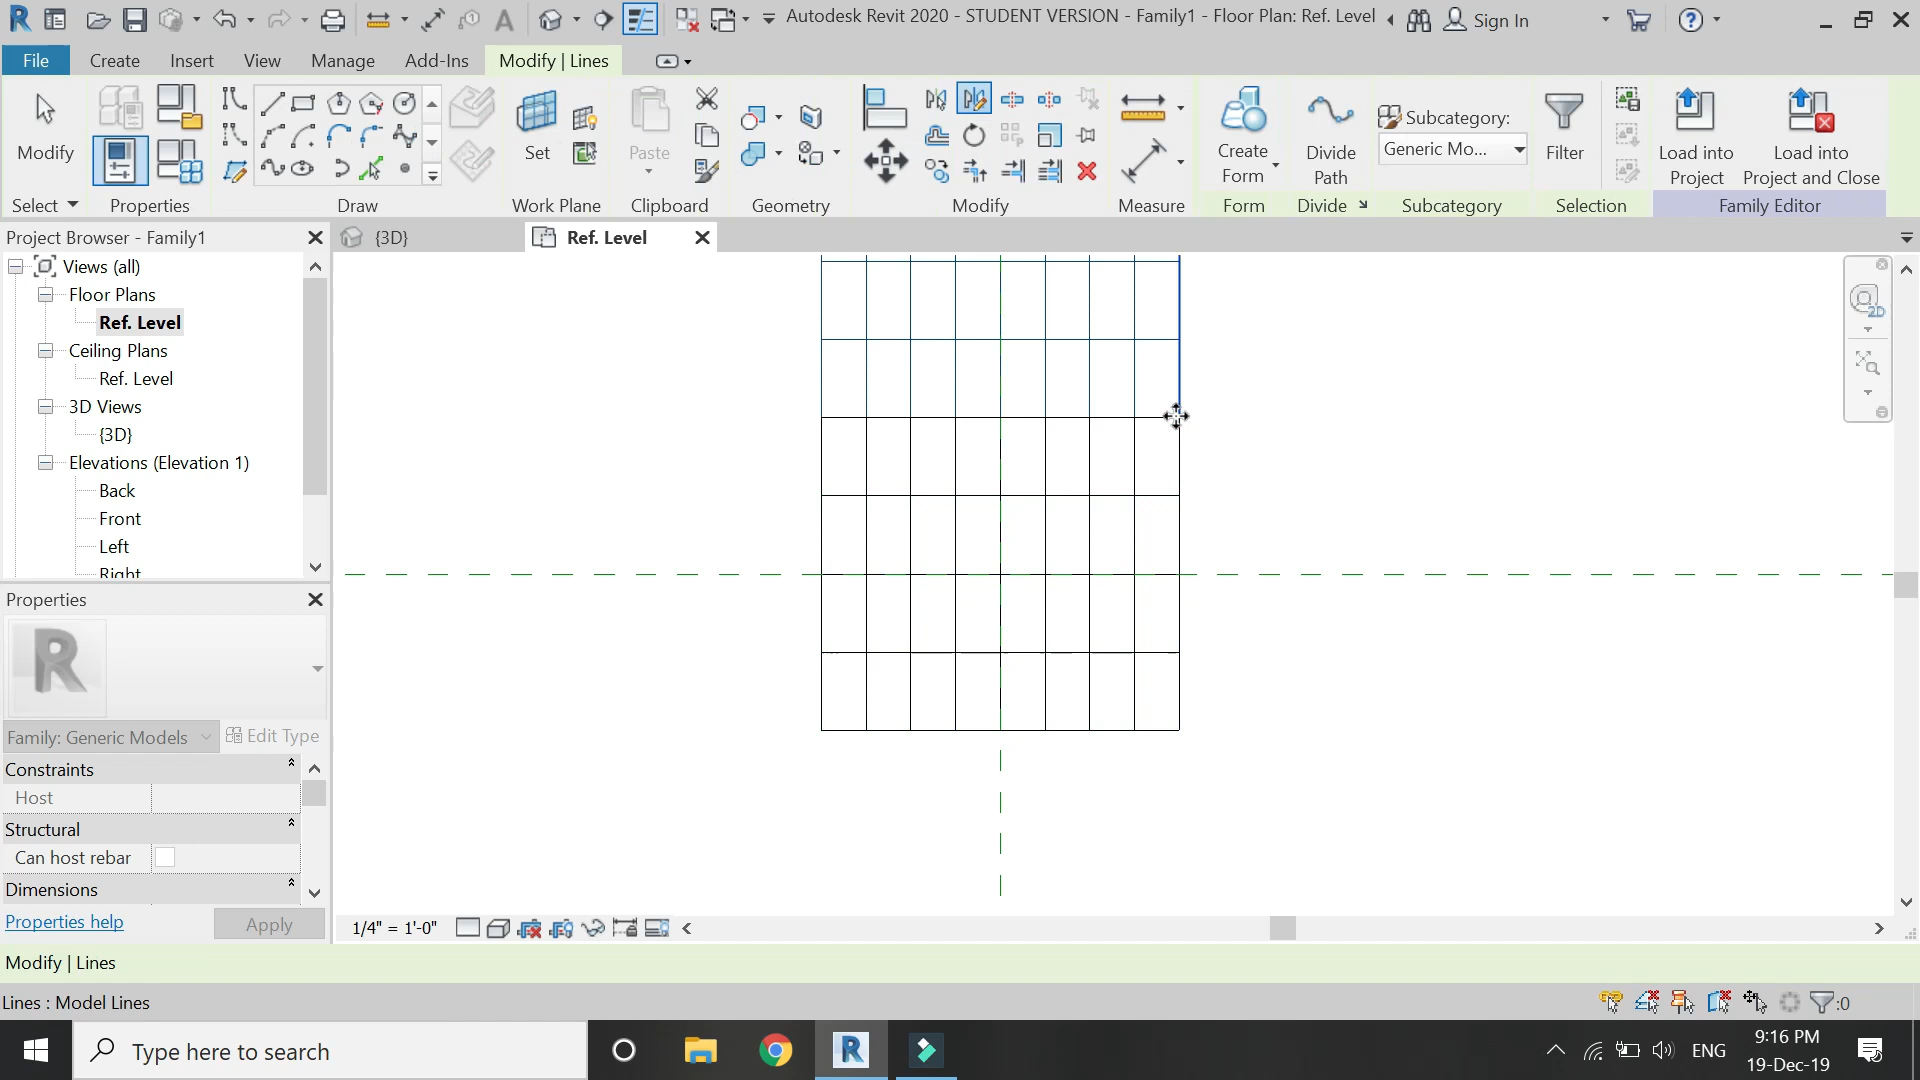 Autodesk Revit 2020 - STUDENT VERSION - Family1 - Floor Plan: Ref. Level
Sign In
File
Create
Insert
View
Manage
Add-Ins
Modify | Lines
Modify
Set
Paste
Create
Form
Divide
Path
Subcategory:
Generic Mo...
Filter
Load into
Project
Load into
Project and Close
Select
Properties
Draw
Work Plane
Clipboard
Geometry
Modify
Measure
Form
Divide
Subcategory
Selection
Family Editor
Project Browser - Family1
{3D}
Ref. Level
Views (all)
Floor Plans
Ref. Level
Ceiling Plans
Ref. Level
3D Views
{3D}
Elevations (Elevation 1)
Back
Front
Left
Right
2D
Properties
R
Family: Generic Models
Edit Type
Constraints
Host
Structural
Can host rebar
Dimensions
Properties help
Apply
1/4" = 1'-0"
Modify | Lines
Lines : Model Lines
:0
Type here to search
ENG
9:16 PM
19-Dec-19